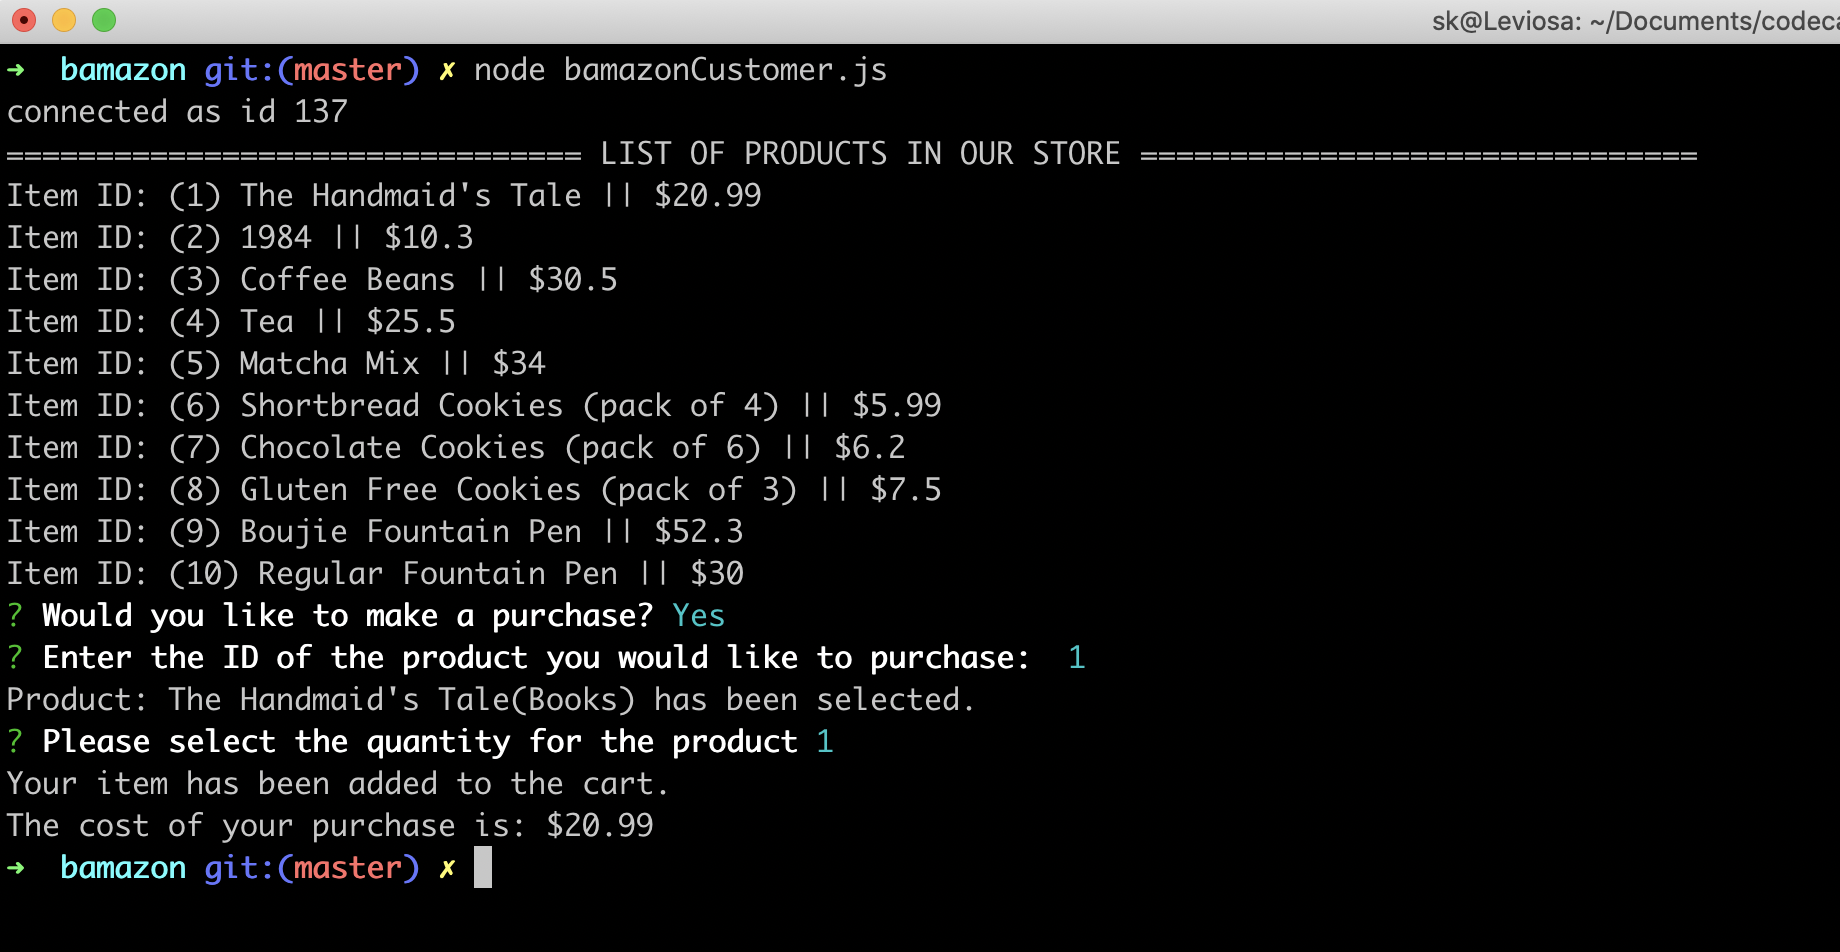 sk@Leviosa: ~/Documents/codeca
➜ bamazon git:(master) ✗ node bamazonCustomer.js
connected as id 137
================================ LIST OF PRODUCTS IN OUR STORE ===============================
Item ID: (1) The Handmaid's Tale || $20.99
Item ID: (2) 1984 || $10.3
Item ID: (3) Coffee Beans || $30.5
Item ID: (4) Tea || $25.5
Item ID: (5) Matcha Mix || $34
Item ID: (6) Shortbread Cookies (pack of 4) || $5.99
Item ID: (7) Chocolate Cookies (pack of 6) || $6.2
Item ID: (8) Gluten Free Cookies (pack of 3) || $7.5
Item ID: (9) Boujie Fountain Pen || $52.3
Item ID: (10) Regular Fountain Pen || $30
? Would you like to make a purchase? Yes
? Enter the ID of the product you would like to purchase:  1
Product: The Handmaid's Tale(Books) has been selected.
? Please select the quantity for the product 1
Your item has been added to the cart.
The cost of your purchase is: $20.99
➜ bamazon git:(master) ✗